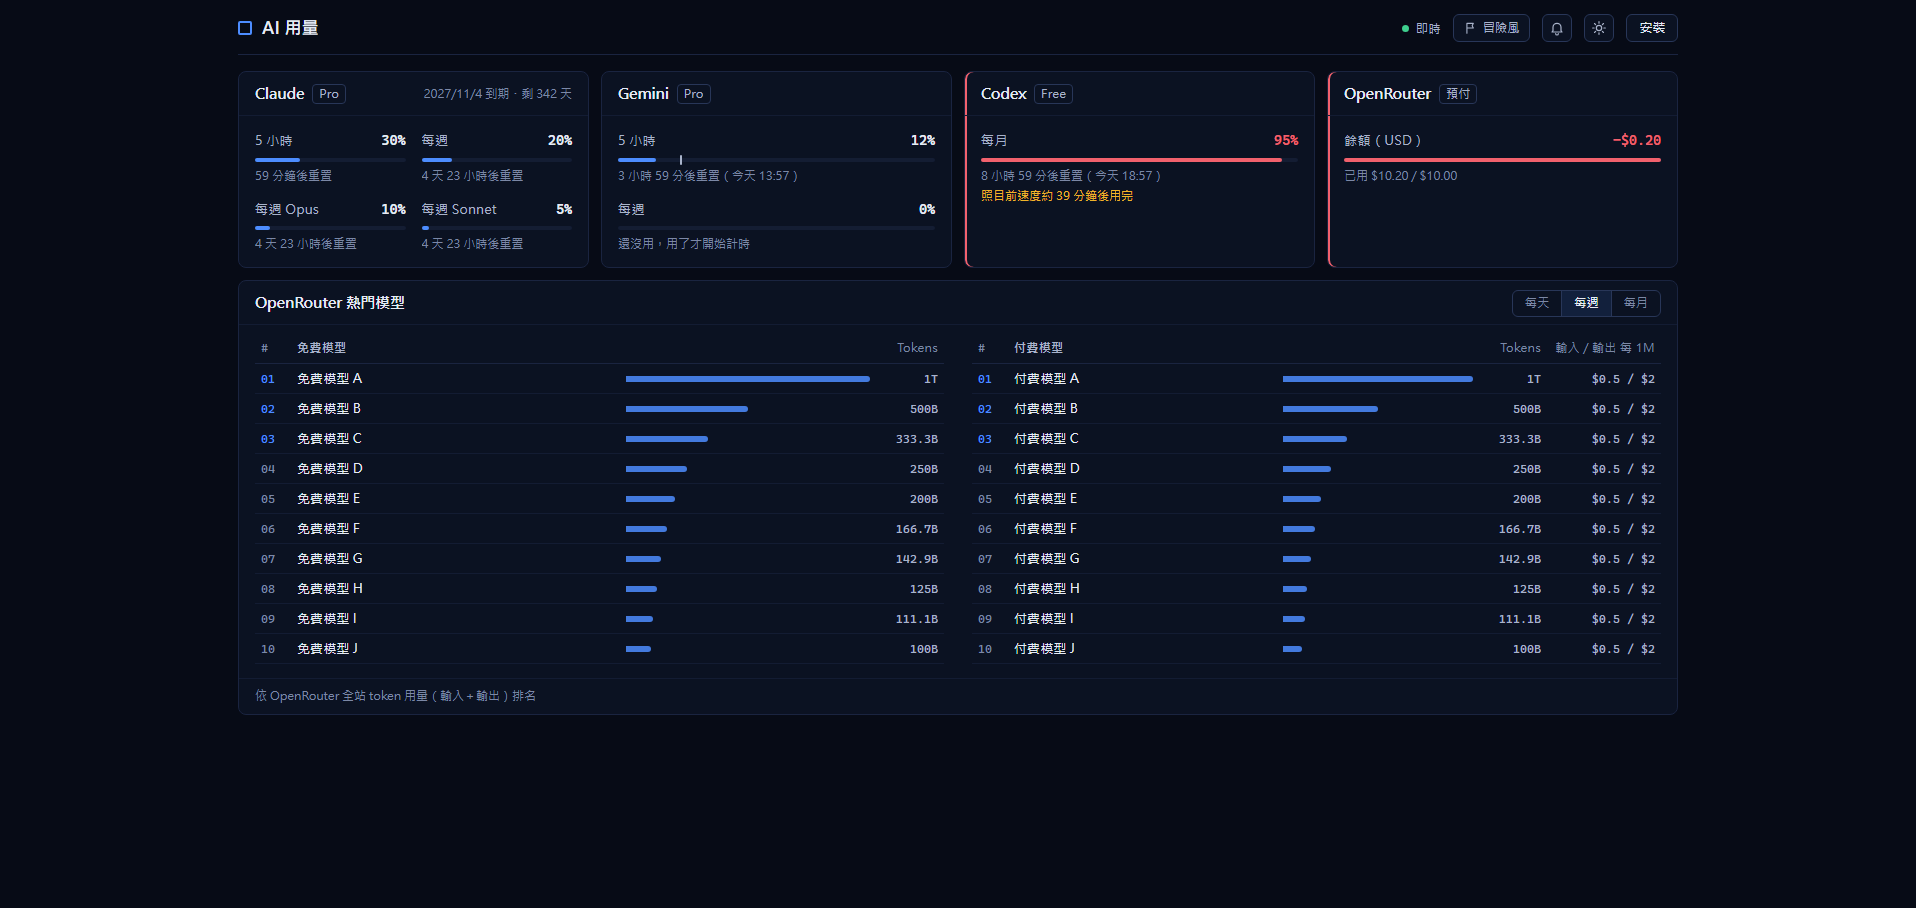 AI 用量
即時 冒險風 安裝
Claude Pro 2027/11/4 到期 · 剩 342 天
5 小時 30% 每週 20%
59 分鐘後重置 4 天 23 小時後重置
每週 Opus 10% 每週 Sonnet 5%
4 天 23 小時後重置 4 天 23 小時後重置
Gemini Pro
5 小時 12%
3 小時 59 分後重置（今天 13:57）
每週 0%
還沒用，用了才開始計時
Codex Free
每月 95%
8 小時 59 分後重置（今天 18:57）
照目前速度約 39 分鐘後用完
OpenRouter 預付
餘額（USD） −$0.20
已用 $10.20 / $10.00
OpenRouter 熱門模型 每天 每週 每月
# 免費模型 Tokens
01 免費模型 A 1T
02 免費模型 B 500B
03 免費模型 C 333.3B
04 免費模型 D 250B
05 免費模型 E 200B
06 免費模型 F 166.7B
07 免費模型 G 142.9B
08 免費模型 H 125B
09 免費模型 I 111.1B
10 免費模型 J 100B
# 付費模型 Tokens 輸入 / 輸出 每 1M
01 付費模型 A 1T $0.5 / $2
02 付費模型 B 500B $0.5 / $2
03 付費模型 C 333.3B $0.5 / $2
04 付費模型 D 250B $0.5 / $2
05 付費模型 E 200B $0.5 / $2
06 付費模型 F 166.7B $0.5 / $2
07 付費模型 G 142.9B $0.5 / $2
08 付費模型 H 125B $0.5 / $2
09 付費模型 I 111.1B $0.5 / $2
10 付費模型 J 100B $0.5 / $2
依 OpenRouter 全站 token 用量（輸入 + 輸出）排名